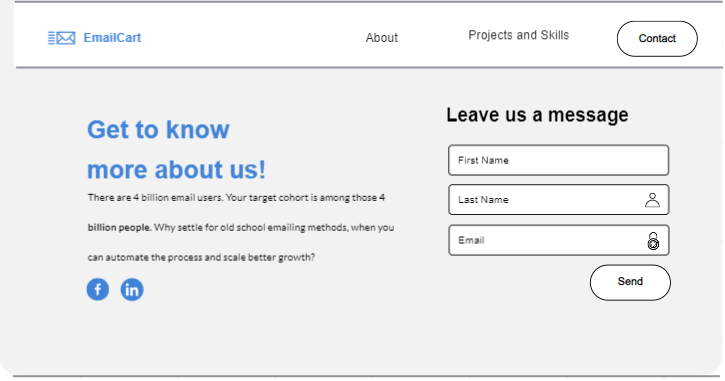 EmailCart
About
Projects and Skills
Contact
Get to know
more about us!
There are 4 billion email users. Your target cohort is among those 4
billion people. Why settle for old school emailing methods, when you
can automate the process and scale better growth?
f
in
Leave us a message
First Name
Last Name
Email
Send